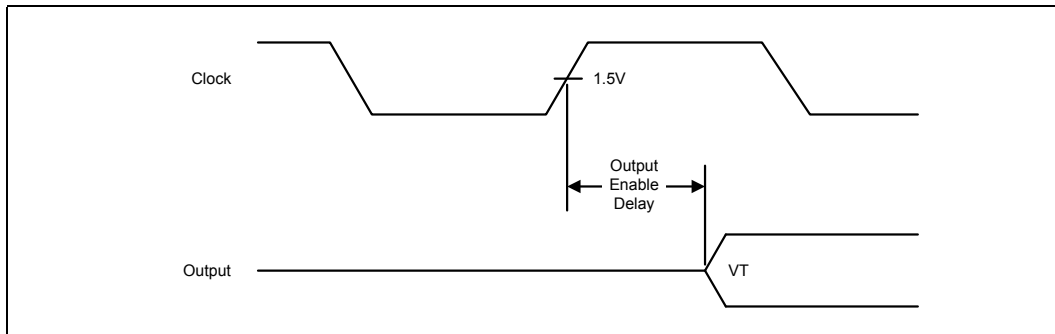 Clock
1.5V
Output
Enable
Delay
Output
VT